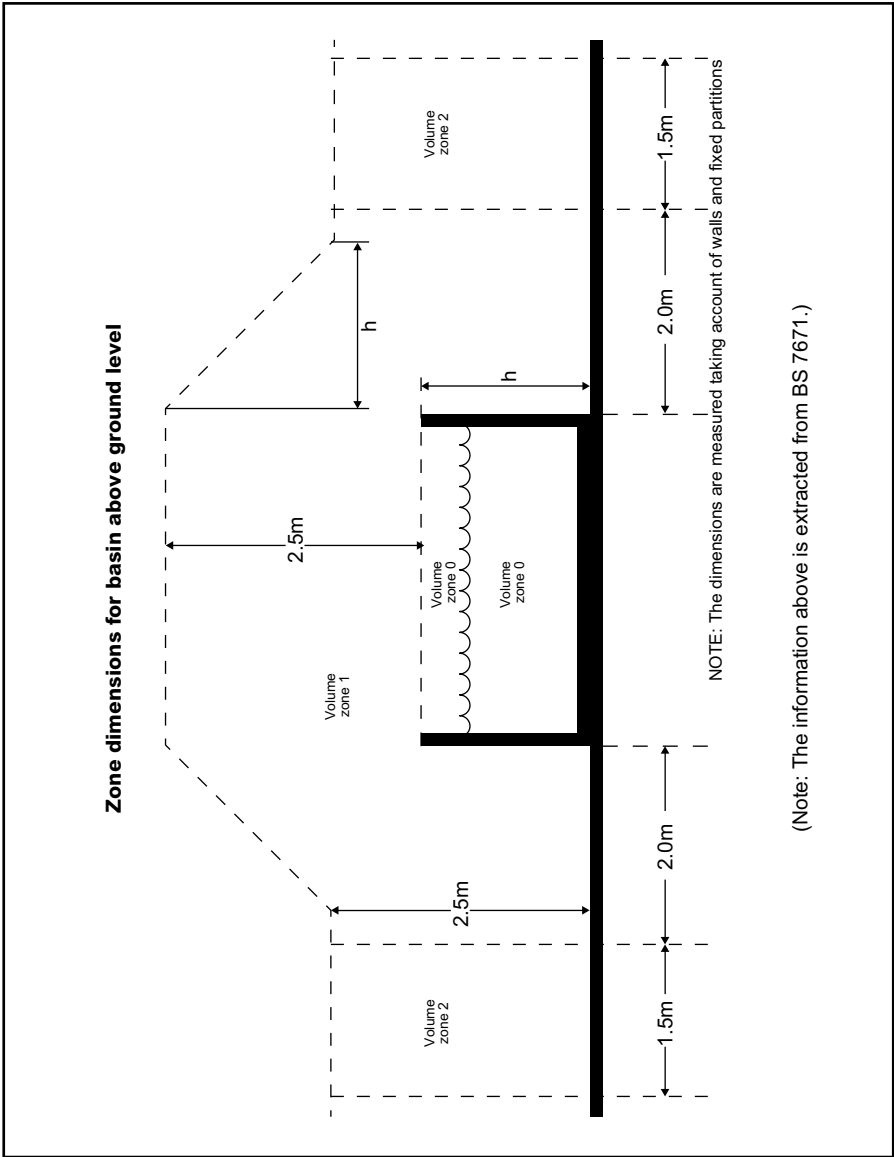 Zone dimensions for basin above ground level
2.5m
Volume
zone 1
h
Volume
zone 2
2.5m
Volume
zone 0
Volume
zone 2
Volume
zone 0
h
1.5m
2.0m
2.0m
1.5m
NOTE: The dimensions are measured taking account of walls and fixed partitions
(Note: The information above is extracted from BS 7671.)